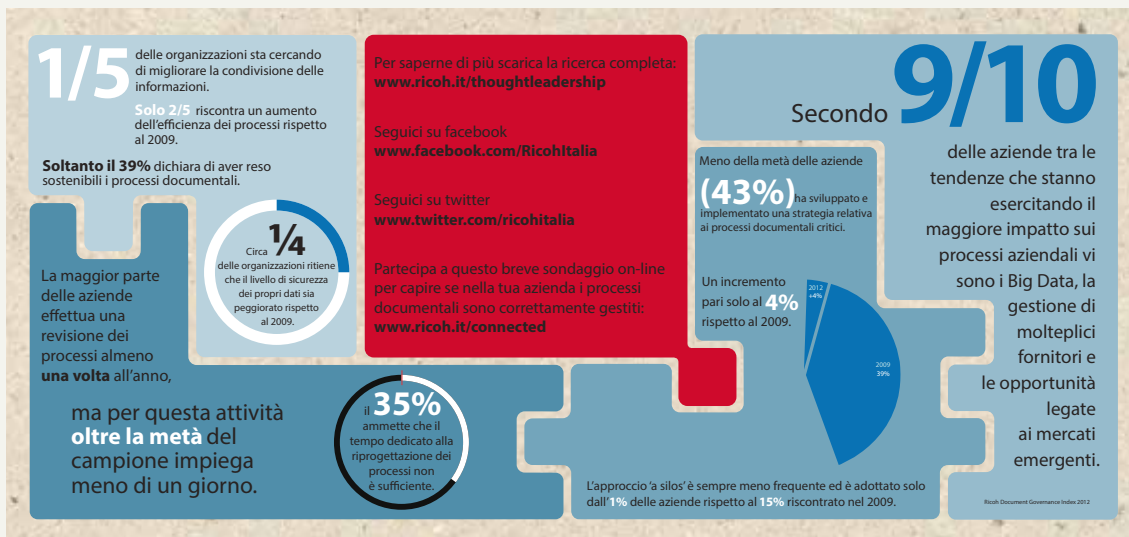 1/5
delle organizzazioni sta cercando
di migliorare la condivisione delle
informazioni.
Solo 2/5 riscontra un aumento
dell'efficienza dei processi rispetto
al 2009.
Soltanto il 39% dichiara di aver reso
sostenibili i processi documentali.
Circa 1/4
delle organizzazioni ritiene
che il livello di sicurezza
dei propri dati sia
peggiorato rispetto
al 2009.
La maggior parte
delle aziende
effettua una
revisione dei
processi almeno
una volta all'anno,
ma per questa attività
oltre la metà del
campione impiega
meno di un giorno.
il 35%
ammette che il
tempo dedicato alla
riprogettazione dei
processi non
è sufficiente.
Per saperne di più scarica la ricerca completa:
www.ricoh.it/thoughtleadership
Seguici su facebook
www.facebook.com/RicohItalia
Seguici su twitter
www.twitter.com/ricohitalia
Partecipa a questo breve sondaggio on-line
per capire se nella tua azienda i processi
documentali sono correttamente gestiti:
www.ricoh.it/connected
Meno della metà delle aziende
(43%) ha sviluppato e
implementato una strategia relativa
ai processi documentali critici.
Un incremento
pari solo al 4%
rispetto al 2009.
2012
+4%
2009
39%
L'approccio 'a silos' è sempre meno frequente ed è adottato solo
dall'1% delle aziende rispetto al 15% riscontrato nel 2009.
Secondo 9/10
delle aziende tra le
tendenze che stanno
esercitando il
maggiore impatto sui
processi aziendali vi
sono i Big Data, la
gestione di
molteplici
fornitori e
le opportunità
legate
ai mercati
emergenti.
Ricoh Document Governance Index 2012